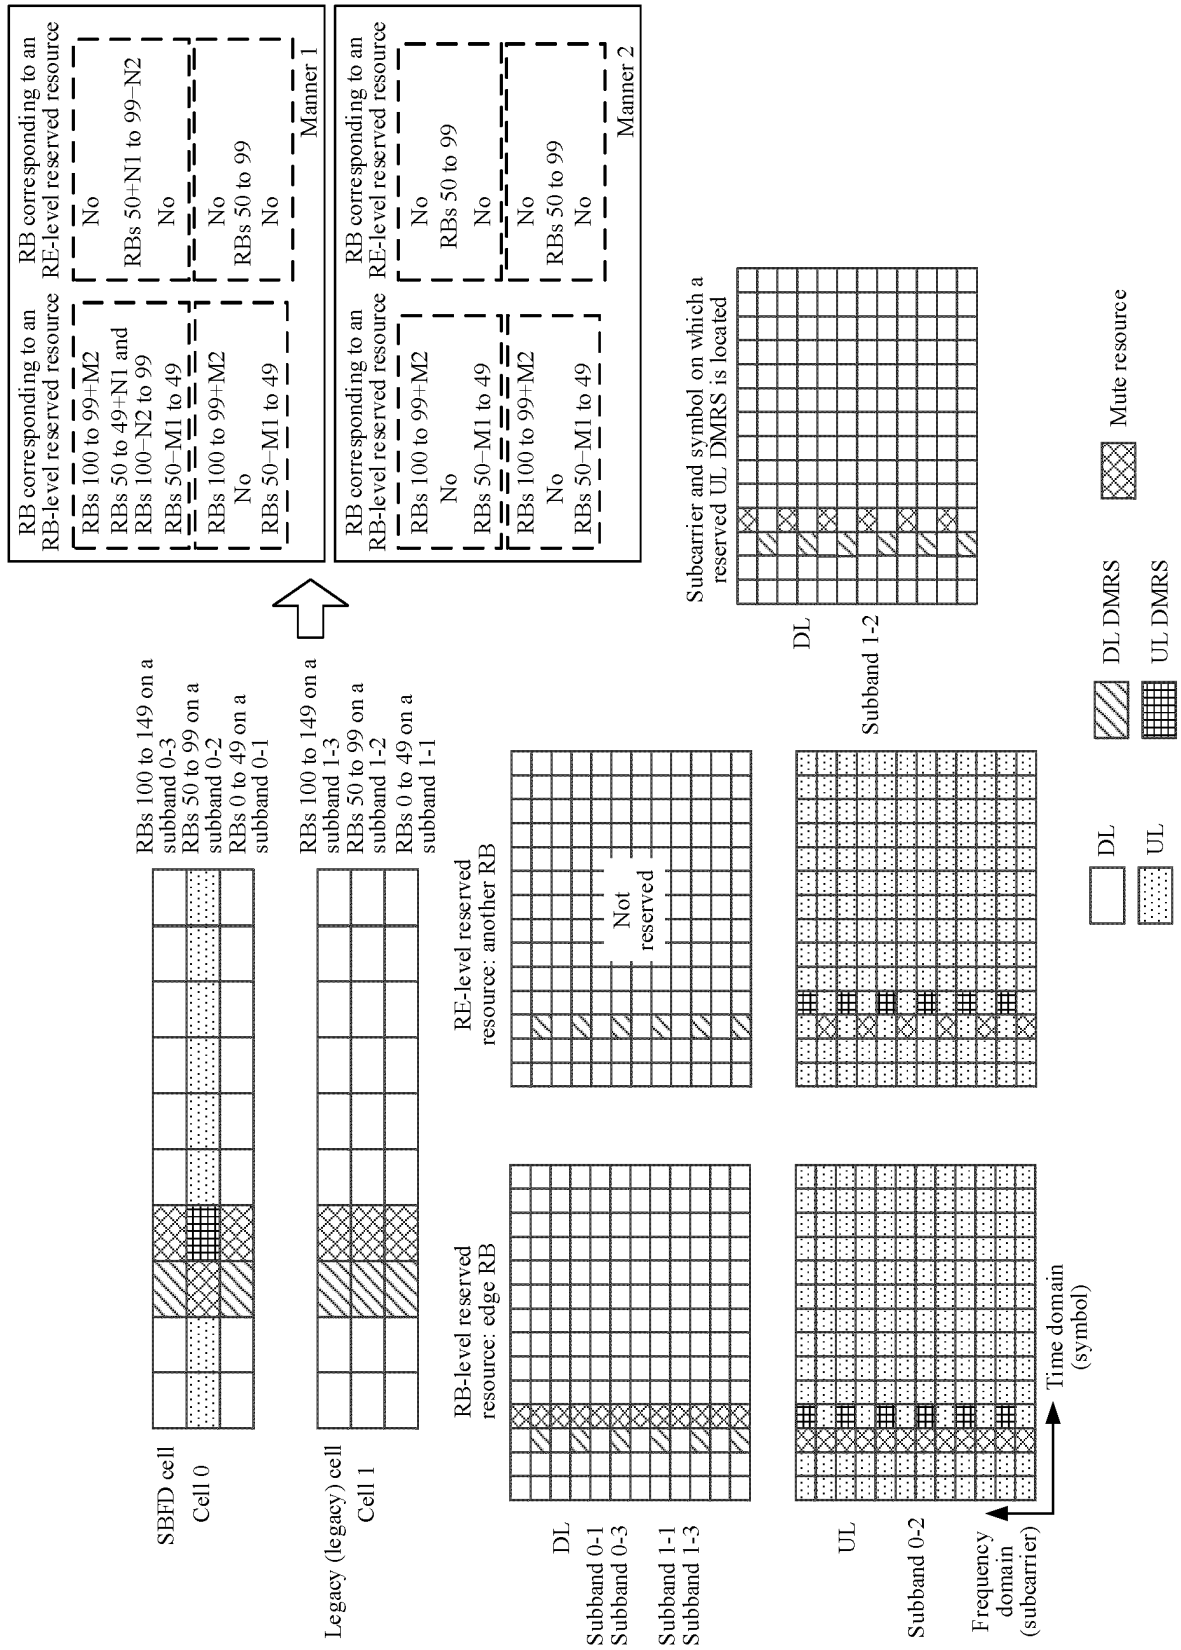 SBFD cell
Cell 0
RBs 100 to 149 on a
subband 0-3
RBs 50 to 99 on a
subband 0-2
RBs 0 to 49 on a
subband 0-1
Legacy (legacy) cell
Cell 1
RBs 100 to 149 on a
subband 1-3
RBs 50 to 99 on a
subband 1-2
RBs 0 to 49 on a
subband 1-1
RB corresponding to an
RB-level reserved resource
RBs 100 to 99+M2
RBs 50 to 49+N1 and
RBs 100−N2 to 99
RBs 50−M1 to 49
RBs 100 to 99+M2
No
RBs 50−M1 to 49
RB corresponding to an
RE-level reserved resource
No
RBs 50+N1 to 99−N2
No
No
RBs 50 to 99
No
Manner 1
RB corresponding to an
RB-level reserved resource
RBs 100 to 99+M2
No
RBs 50−M1 to 49
RBs 100 to 99+M2
No
RBs 50−M1 to 49
RB corresponding to an
RE-level reserved resource
No
RBs 50 to 99
No
No
RBs 50 to 99
No
Manner 2
RB-level reserved
resource: edge RB
RE-level reserved
resource: another RB
DL
Subband 0-1
Subband 0-3
Subband 1-1
Subband 1-3
Not
reserved
Subcarrier and symbol on which a
reserved UL DMRS is located
DL
Subband 1-2
UL
Subband 0-2
Frequency
domain
(subcarrier)
Time domain
(symbol)
DL
UL
DL DMRS
UL DMRS
Mute resource